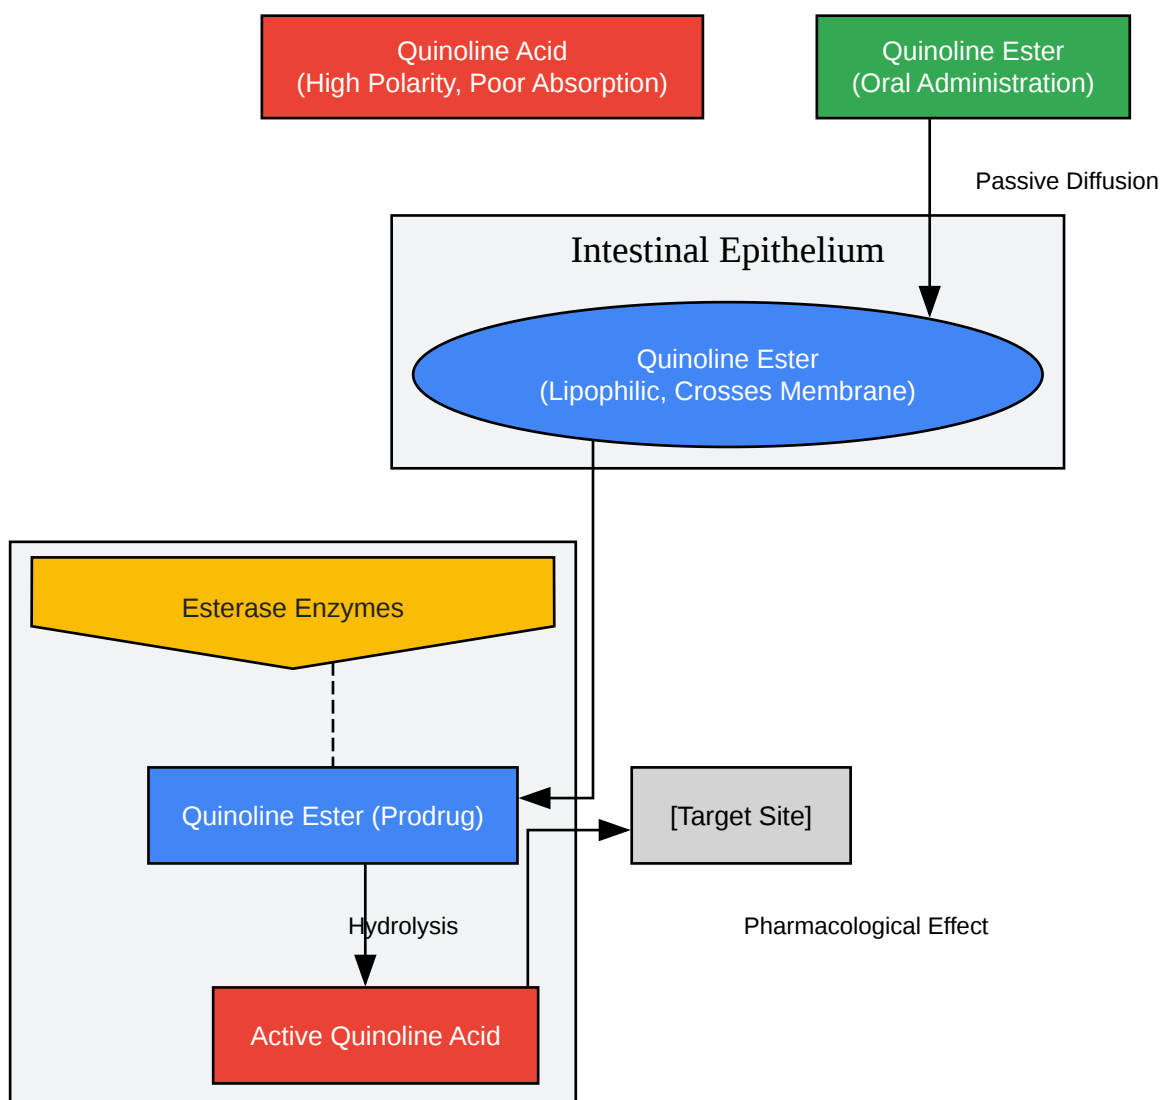 Quinoline Acid
(High Polarity, Poor Absorption)
Quinoline Ester
(Oral Administration)
Passive Diffusion
Intestinal Epithelium
Quinoline Ester
(Lipophilic, Crosses Membrane)
Esterase Enzymes
Quinoline Ester (Prodrug)
[Target Site]
Hydrolysis
Pharmacological Effect
Active Quinoline Acid